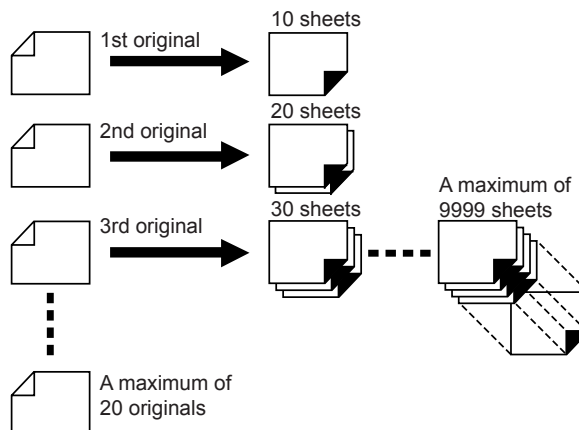 10 sheets
1st original
20 sheets
2nd original
30 sheets
3rd original
A maximum of
9999 sheets
A maximum of
20 originals